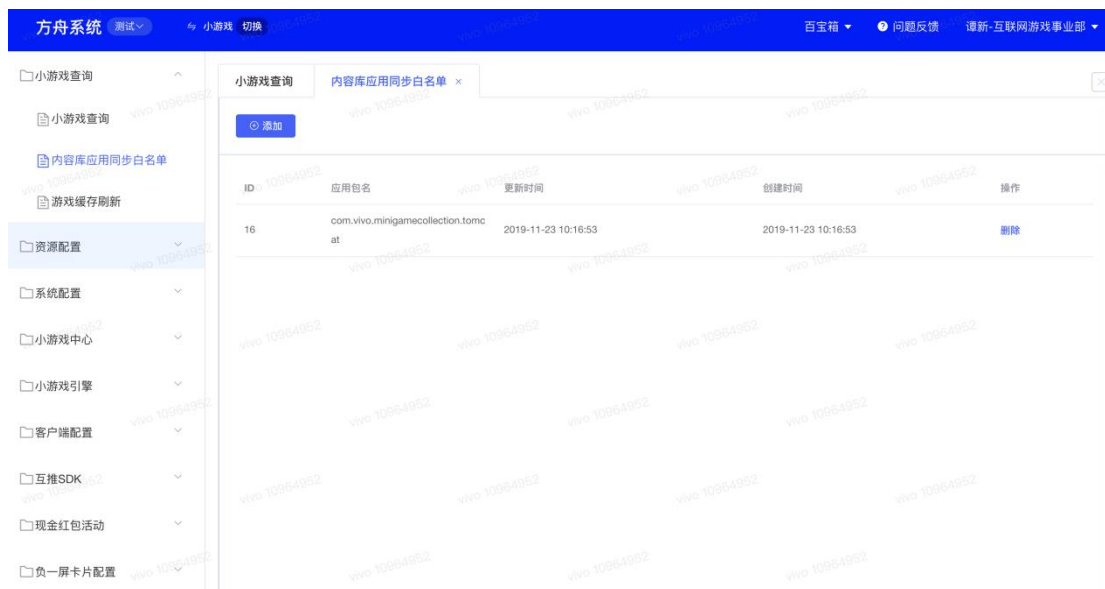 方舟系统 测试 小游戏 切换 百宝箱 问题反馈 谭新-互联网游戏事业部
小游戏查询
小游戏查询
内容库应用同步白名单
游戏缓存刷新
资源配置
系统配置
小游戏中心
小游戏引擎
客户端配置
互推SDK
现金红包活动
负一屏卡片配置
小游戏查询 内容库应用同步白名单 ×
添加
ID 应用包名 更新时间 创建时间 操作
16 com.vivo.minigamecollection.tomc
at 2019-11-23 10:16:53 2019-11-23 10:16:53 删除
vivo 10964952